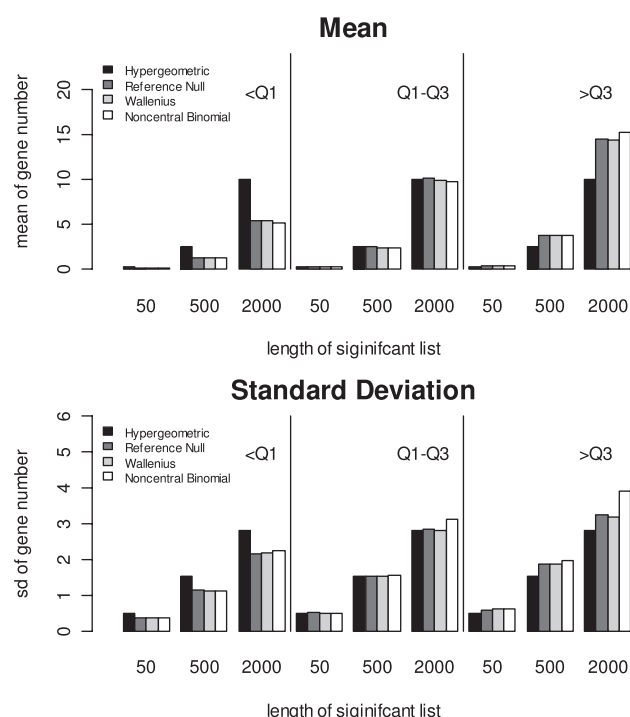 Mean
mean of gene number
20
15
10
5
0
Hypergeometric
Reference Null
Wallenius
Noncentral Binomial
<Q1
Q1-Q3
>Q3
50 500 2000 50 500 2000 50 500 2000
length of siginifcant list
Standard Deviation
sd of gene number
6
5
4
3
2
1
0
Hypergeometric
Reference Null
Wallenius
Noncentral Binomial
<Q1
Q1-Q3
>Q3
50 500 2000 50 500 2000 50 500 2000
length of siginifcant list